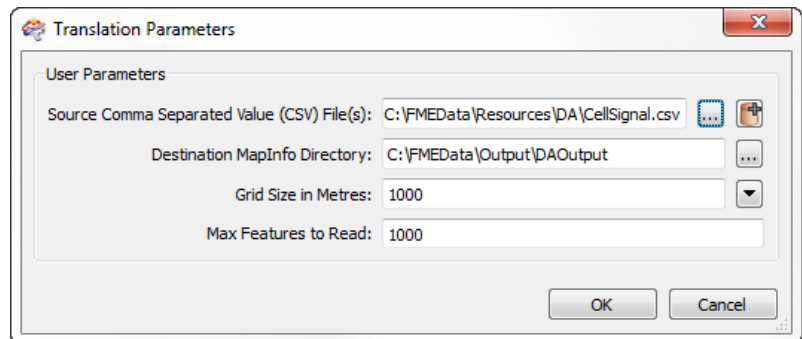 Translation Parameters
User Parameters
Source Comma Separated Value (CSV) File(s): C:\FMEData\Resources\DA\CellSignal.csv ...
Destination MapInfo Directory: C:\FMEData\Output\DAOutput ...
Grid Size in Metres: 1000
Max Features to Read: 1000
OK Cancel